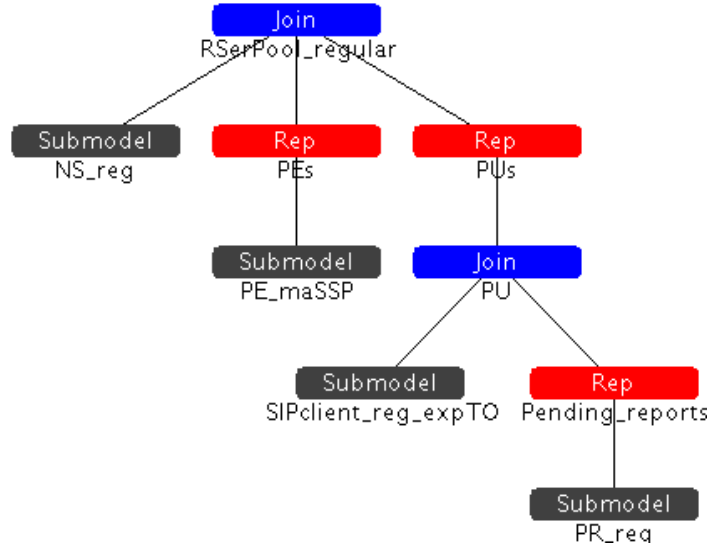 Join
RSerPool_regular
Submodel
NS_reg
Rep
PEs
Rep
PUs
Submodel
PE_maSSP
Join
PU
Submodel
SIPclient_reg_expTO
Rep
Pending_reports
Submodel
PR_reg